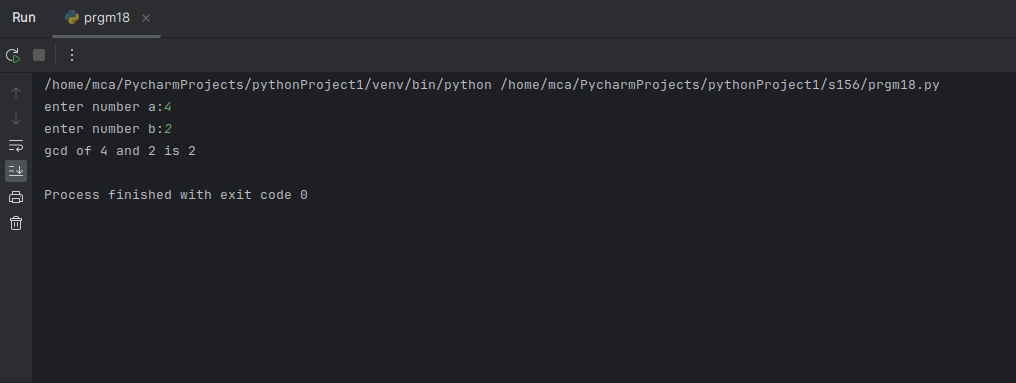 Run prgm18
/home/mca/PycharmProjects/pythonProject1/venv/bin/python /home/mca/PycharmProjects/pythonProject1/s156/prgm18.py
enter number a:4
enter number b:2
gcd of 4 and 2 is 2
Process finished with exit code 0